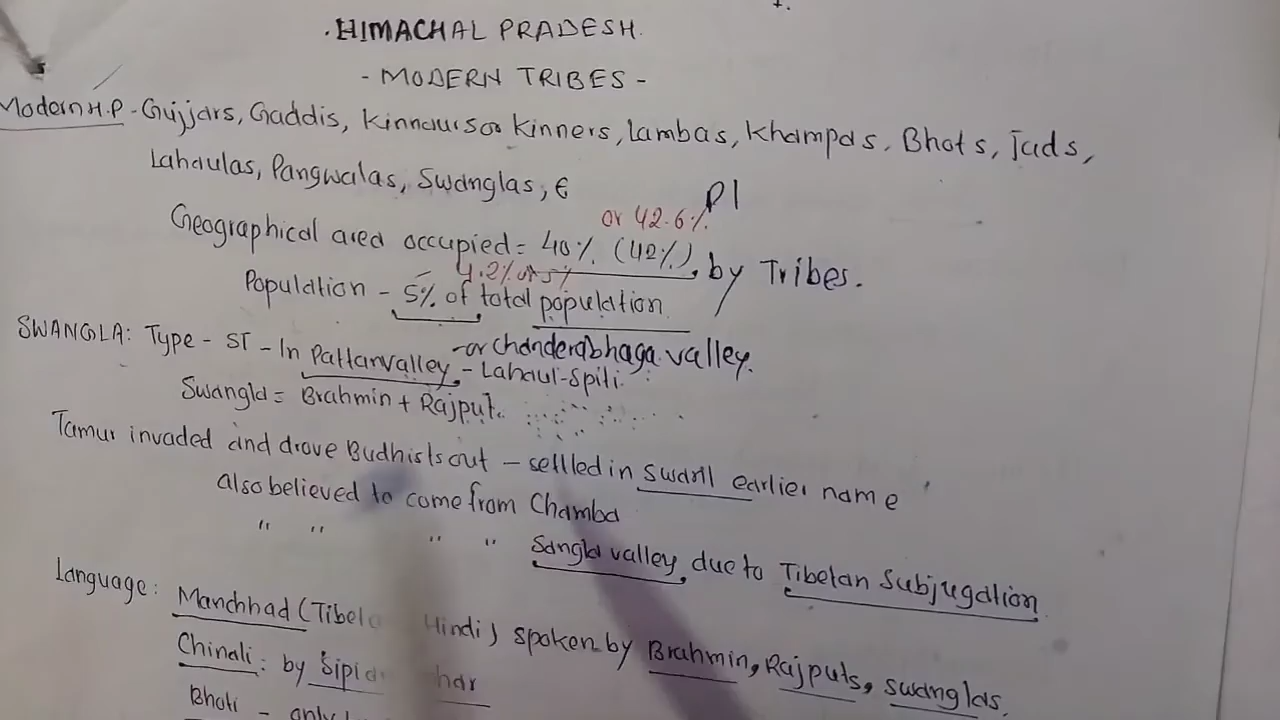 . HIMACHAL PRADESH.
- MODERN TRIBES -
Modern H.P - Gujjars, Gaddis, Kinnaurs or Kinners, Lambas, Khampas, Bhots, Jads,
Lahaulas, Pangwalas, Swanglas,
or 42.6%
Geographical area occupied = 40% (42%), by Tribes.
4.2% or 5%
Population - 5% of total population
SWANGLA: Type - ST - In Pattan valley - Lahaul-Spiti.
- or Chanderabhaga valley.
Swangla = Brahmin + Rajput.
Tamur invaded and drove Budhists out - settled in Swanl earlier name
Also believed to come from Chamba
" " " " Sangla valley due to Tibetan Subjugation
Language: Manchhad ( Hindi) spoken by Brahmin, Rajputs, swanglas.
Chinali: by
Bhoti - only